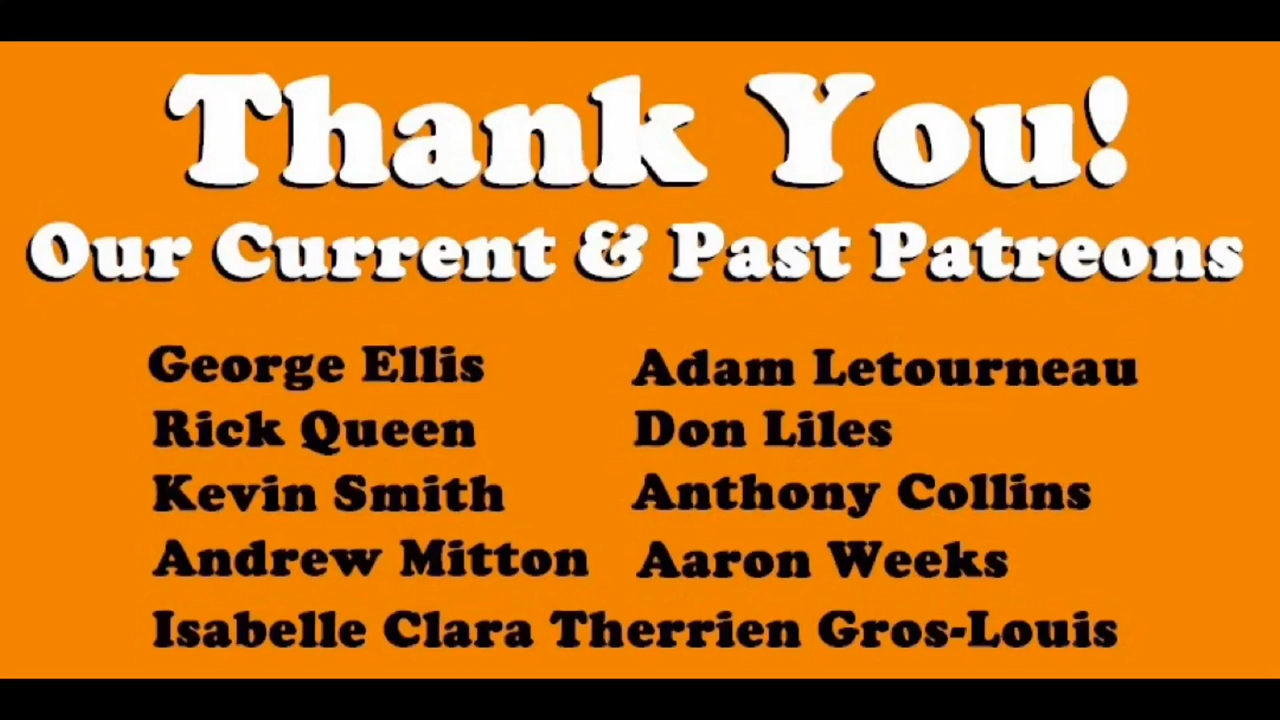 Thank You!
Our Current & Past Patreons
George Ellis
Adam Letourneau
Rick Queen
Don Liles
Kevin Smith
Anthony Collins
Andrew Mitton
Aaron Weeks
Isabelle Clara Therrien Gros-Louis